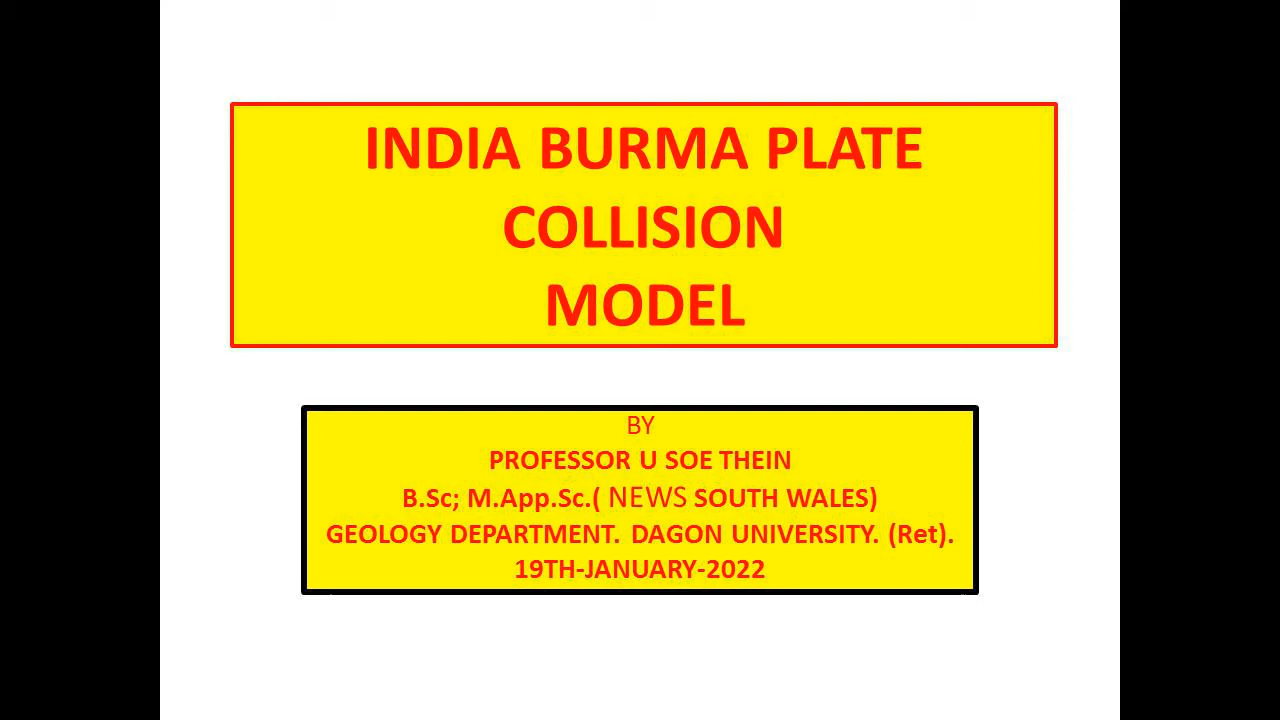 INDIA BURMA PLATE
COLLISION
MODEL
BY
PROFESSOR U SOE THEIN
B.Sc; M.App.Sc.( NEWS SOUTH WALES)
GEOLOGY DEPARTMENT. DAGON UNIVERSITY. (Ret).
19TH-JANUARY-2022